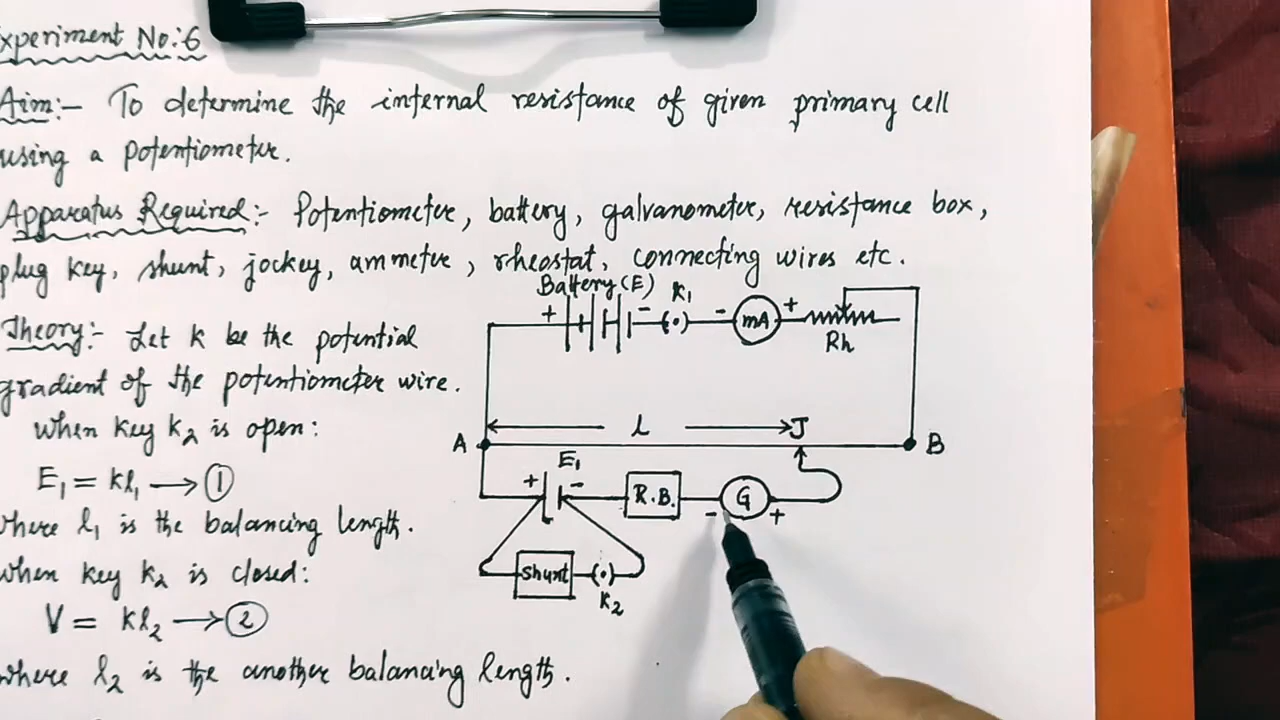 xperiment No:6
Aim:- To determine the internal resistance of given primary cell
using a potentiometer.
Apparatus Required:- Potentiometer, battery, galvanometer, resistance box,
plug key, shunt, jockey, ammeter, rheostat, connecting wires etc.
Theory:- Let K be the potential
gradient of the potentiometer wire.
when key K₂ is open:
E₁ = kl₁ → ①
where l₁ is the balancing length.
when key K₂ is closed:
V = kl₂ → ②
where l₂ is the another balancing length.
Battery(E)
+ - K₁ - mA +
Rh
l J
A B
E₁
+ - R.B. G
- +
Shunt
K₂